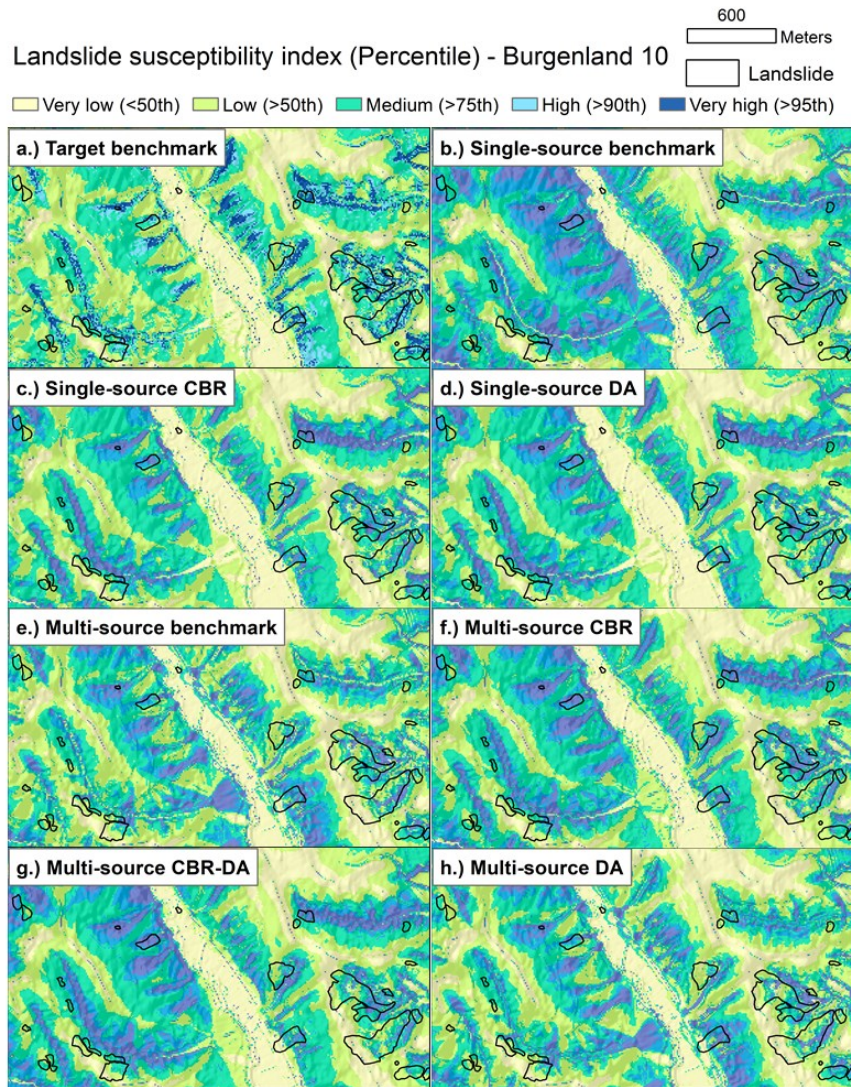 600
Meters
Landslide susceptibility index (Percentile) - Burgenland 10
Landslide
Very low (<50th) Low (>50th) Medium (>75th) High (>90th) Very high (>95th)
a.) Target benchmark
b.) Single-source benchmark
c.) Single-source CBR
d.) Single-source DA
e.) Multi-source benchmark
f.) Multi-source CBR
g.) Multi-source CBR-DA
h.) Multi-source DA